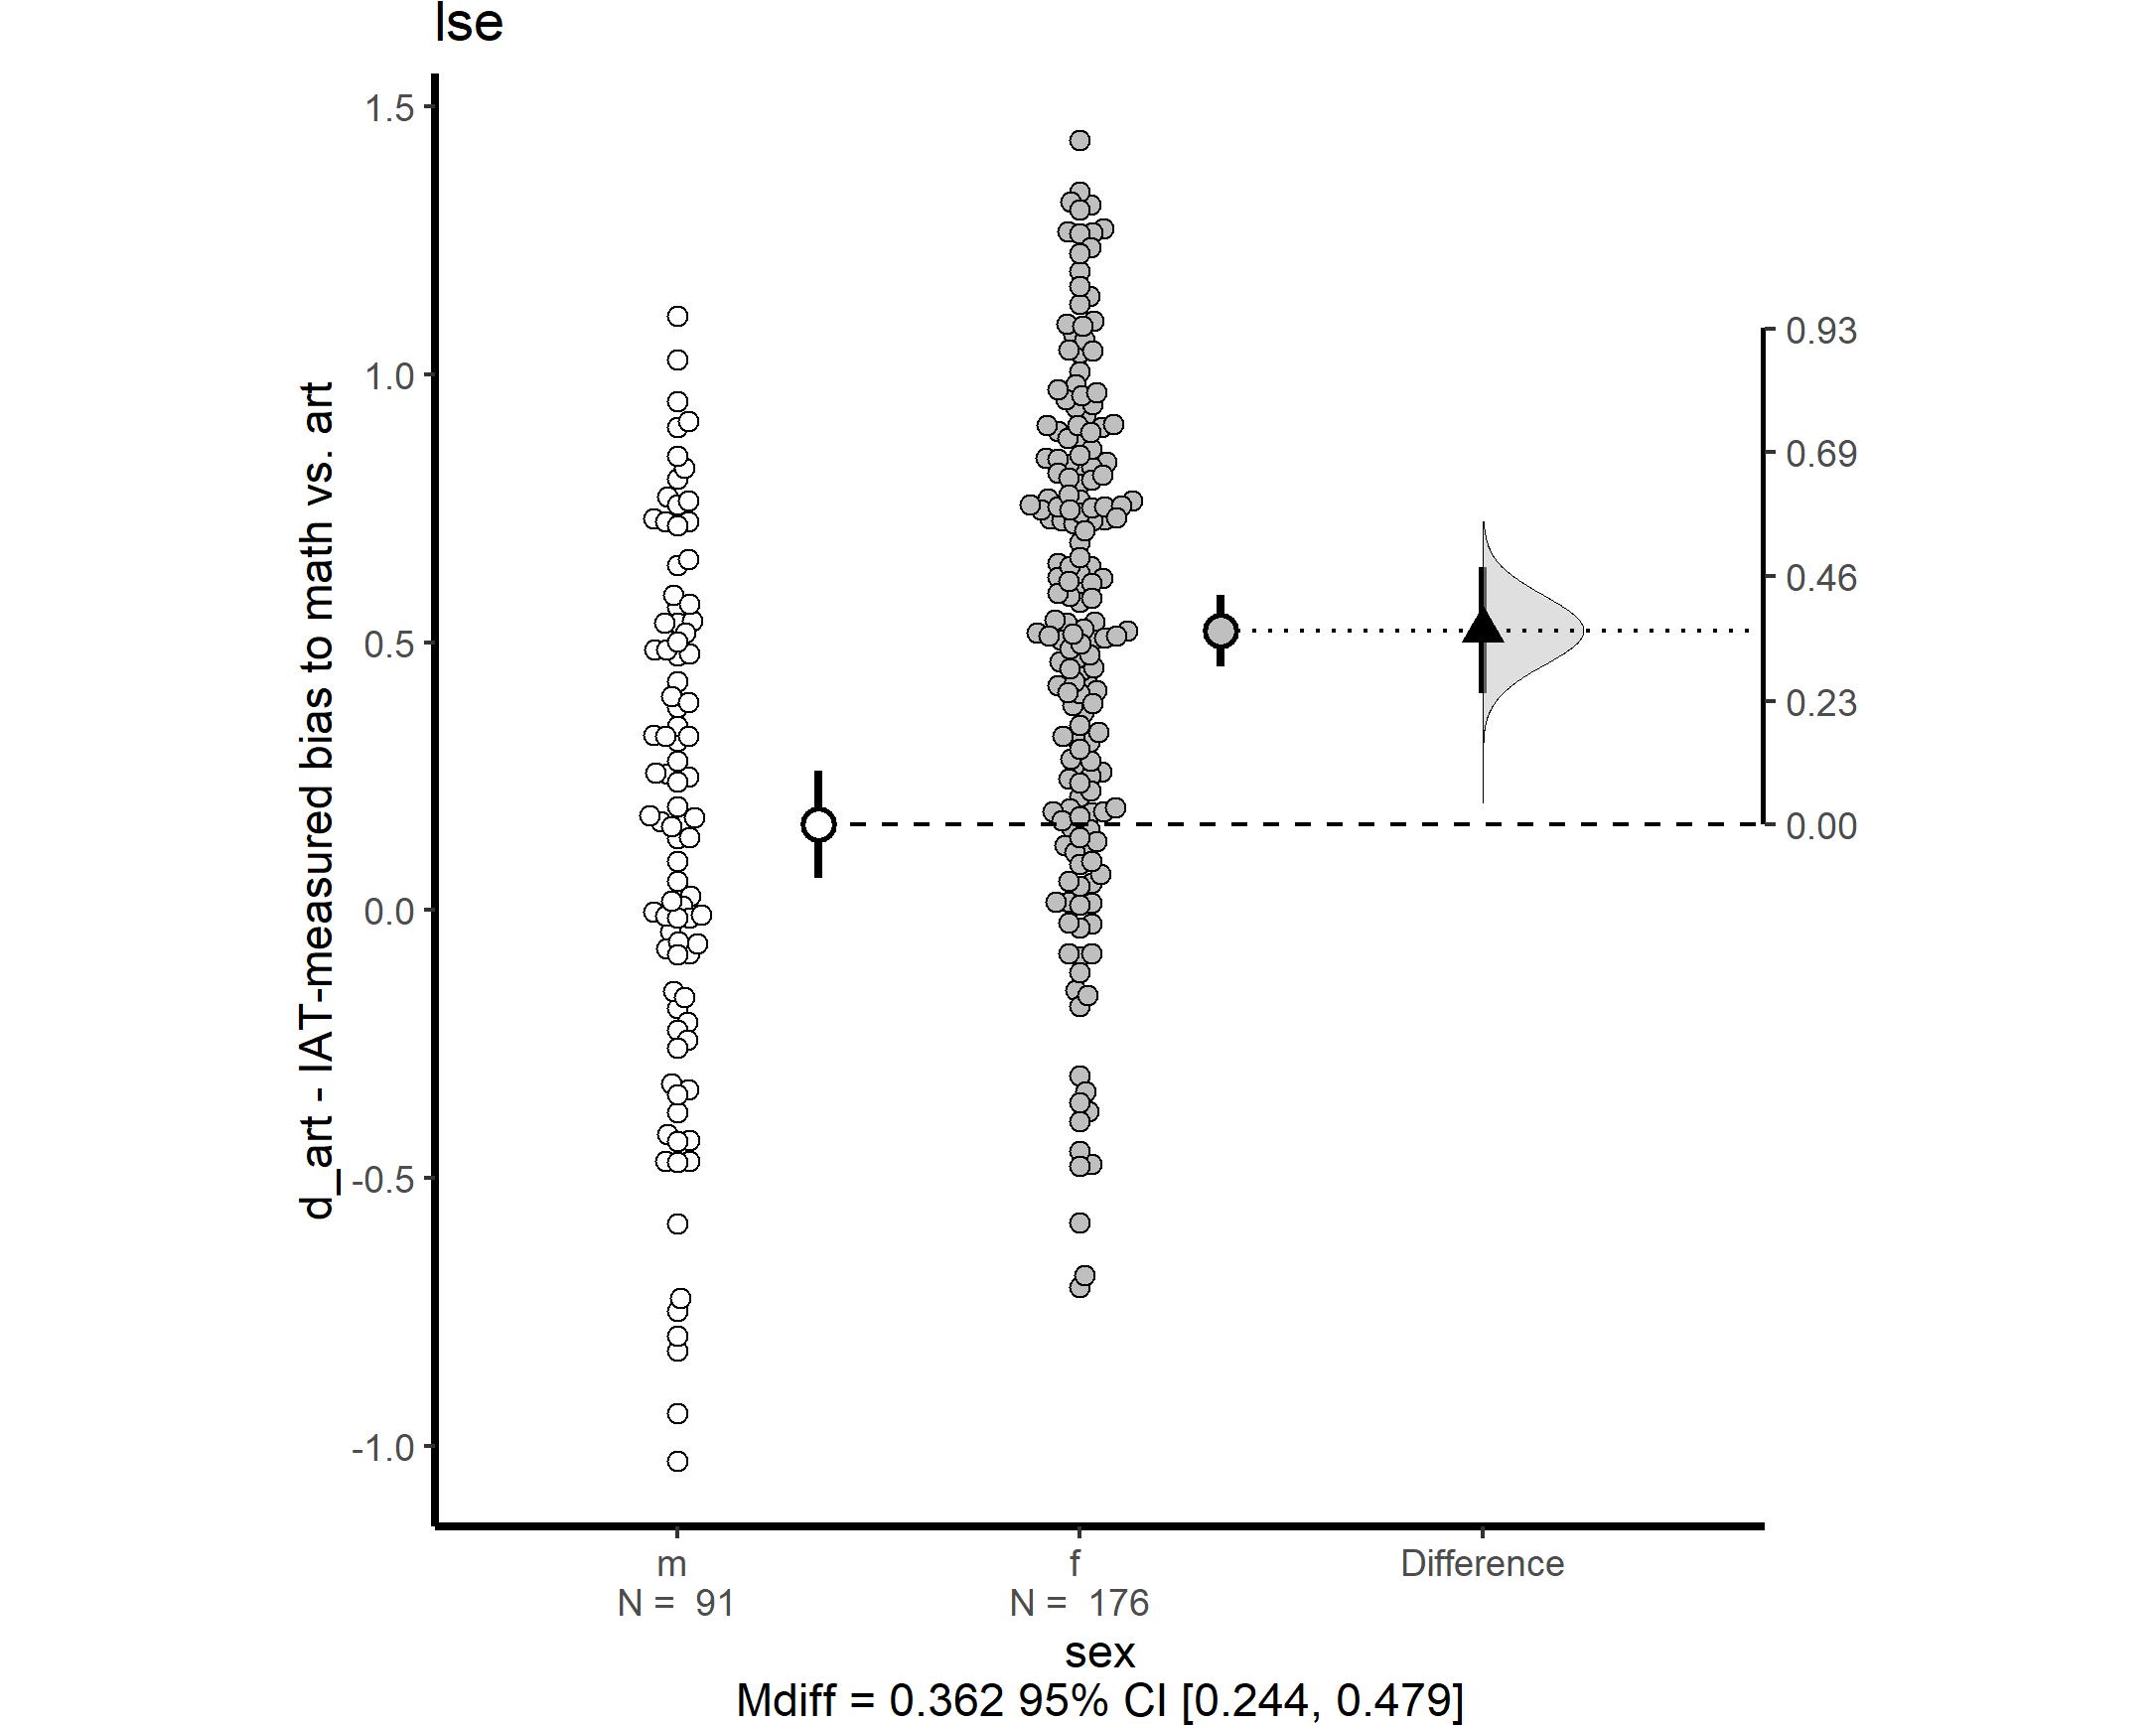 lse
d_art - IAT-measured bias to math vs. art
1.5
1.0
0.5
0.0
-0.5
-1.0
0.93
0.69
0.46
0.23
0.00
m
N =  91
f
N =  176
Difference
sex
Mdiff = 0.362 95% CI [0.244, 0.479]